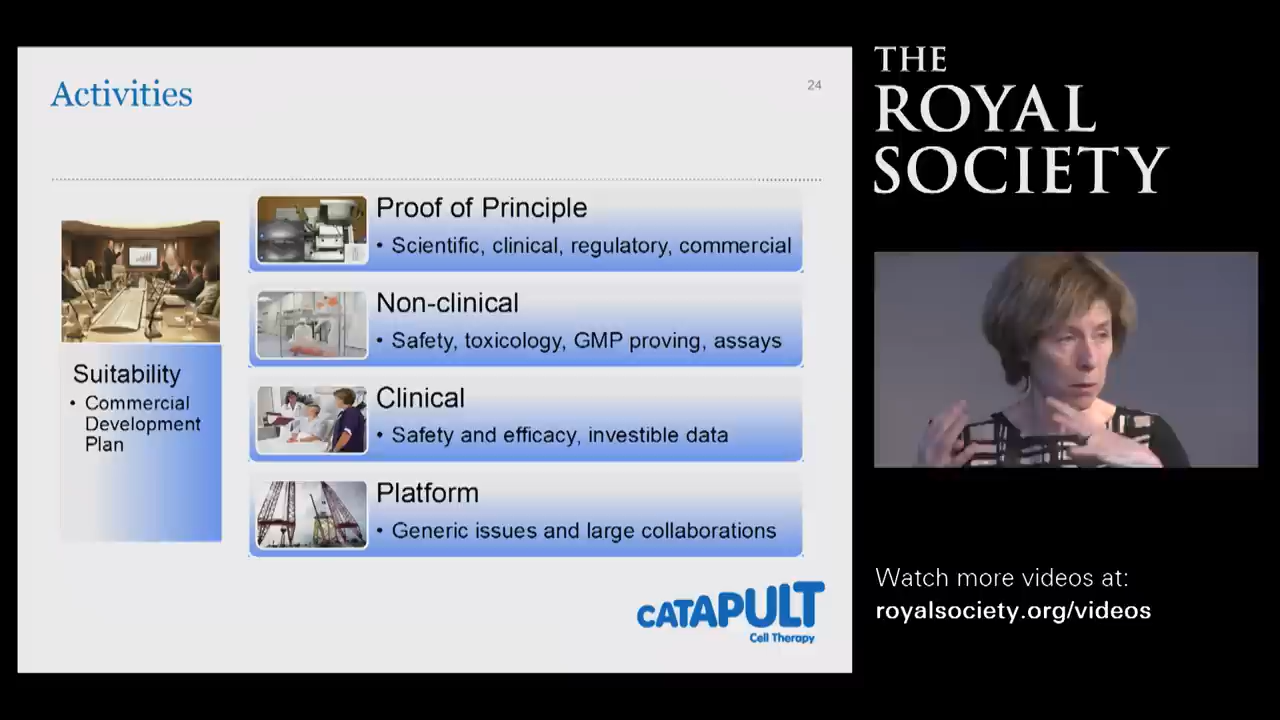 Activities
24
Suitability
• Commercial
Development
Plan
Proof of Principle
• Scientific, clinical, regulatory, commercial
Non-clinical
• Safety, toxicology, GMP proving, assays
Clinical
• Safety and efficacy, investible data
Platform
• Generic issues and large collaborations
CATAPULT
Cell Therapy
THE
ROYAL
SOCIETY
Watch more videos at:
royalsociety.org/videos